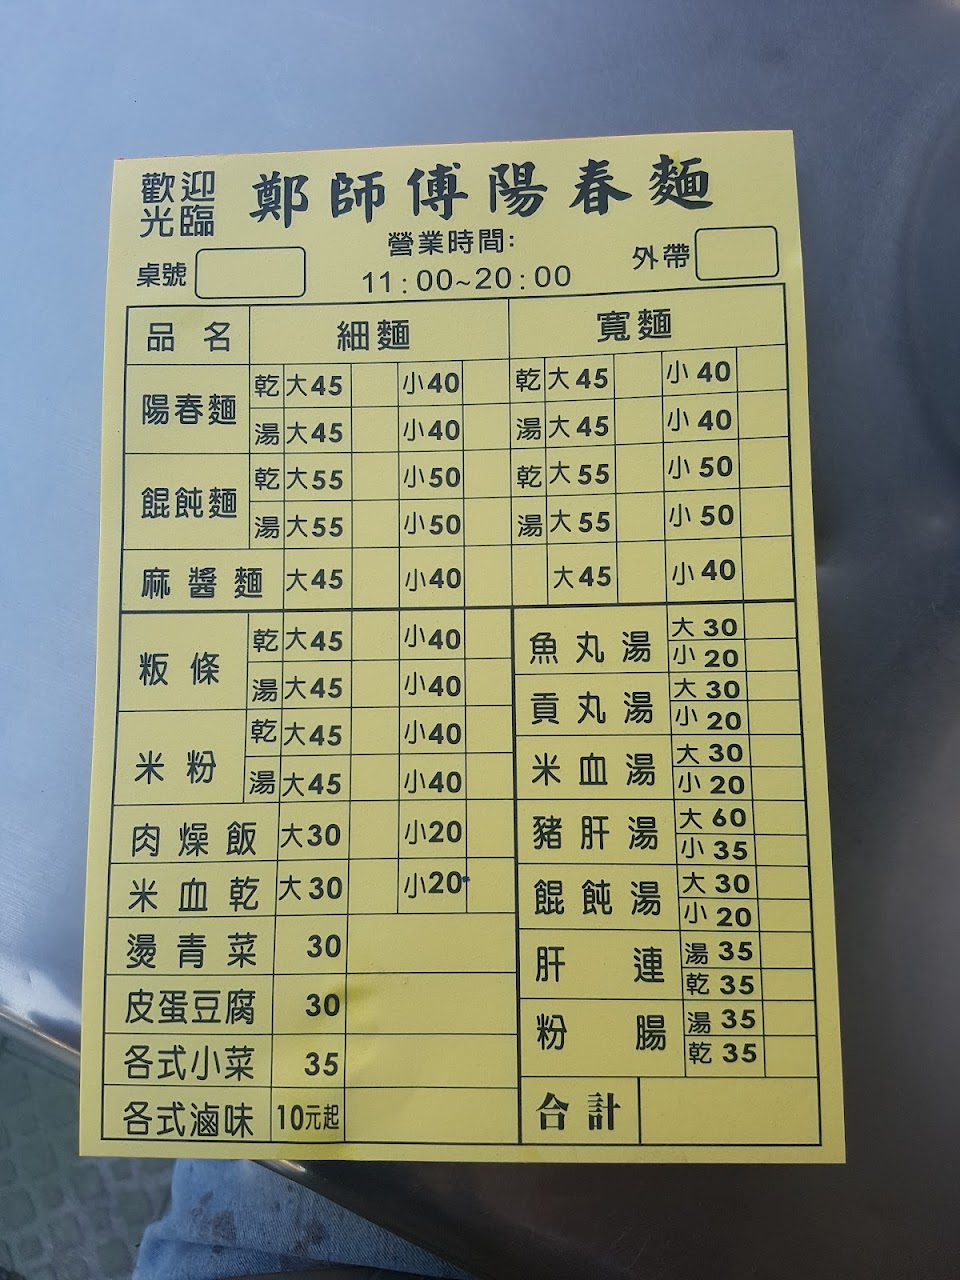 歡迎光臨
鄭師傅陽春麵
營業時間:
11:00~20:00
桌號
外帶
品名 細麵 寬麵
陽春麵 乾 大45 小40 乾 大45 小40
湯 大45 小40 湯 大45 小40
餛飩麵 乾 大55 小50 乾 大55 小50
湯 大55 小50 湯 大55 小50
麻醬麵 大45 小40 大45 小40
粄條 乾 大45 小40
湯 大45 小40
米粉 乾 大45 小40
湯 大45 小40
肉燥飯 大30 小20
米血乾 大30 小20
燙青菜 30
皮蛋豆腐 30
各式小菜 35
各式滷味 10元起
魚丸湯 大30
小20
貢丸湯 大30
小20
米血湯 大30
小20
豬肝湯 大60
小35
餛飩湯 大30
小20
肝連 湯35
乾35
粉腸 湯35
乾35
合計